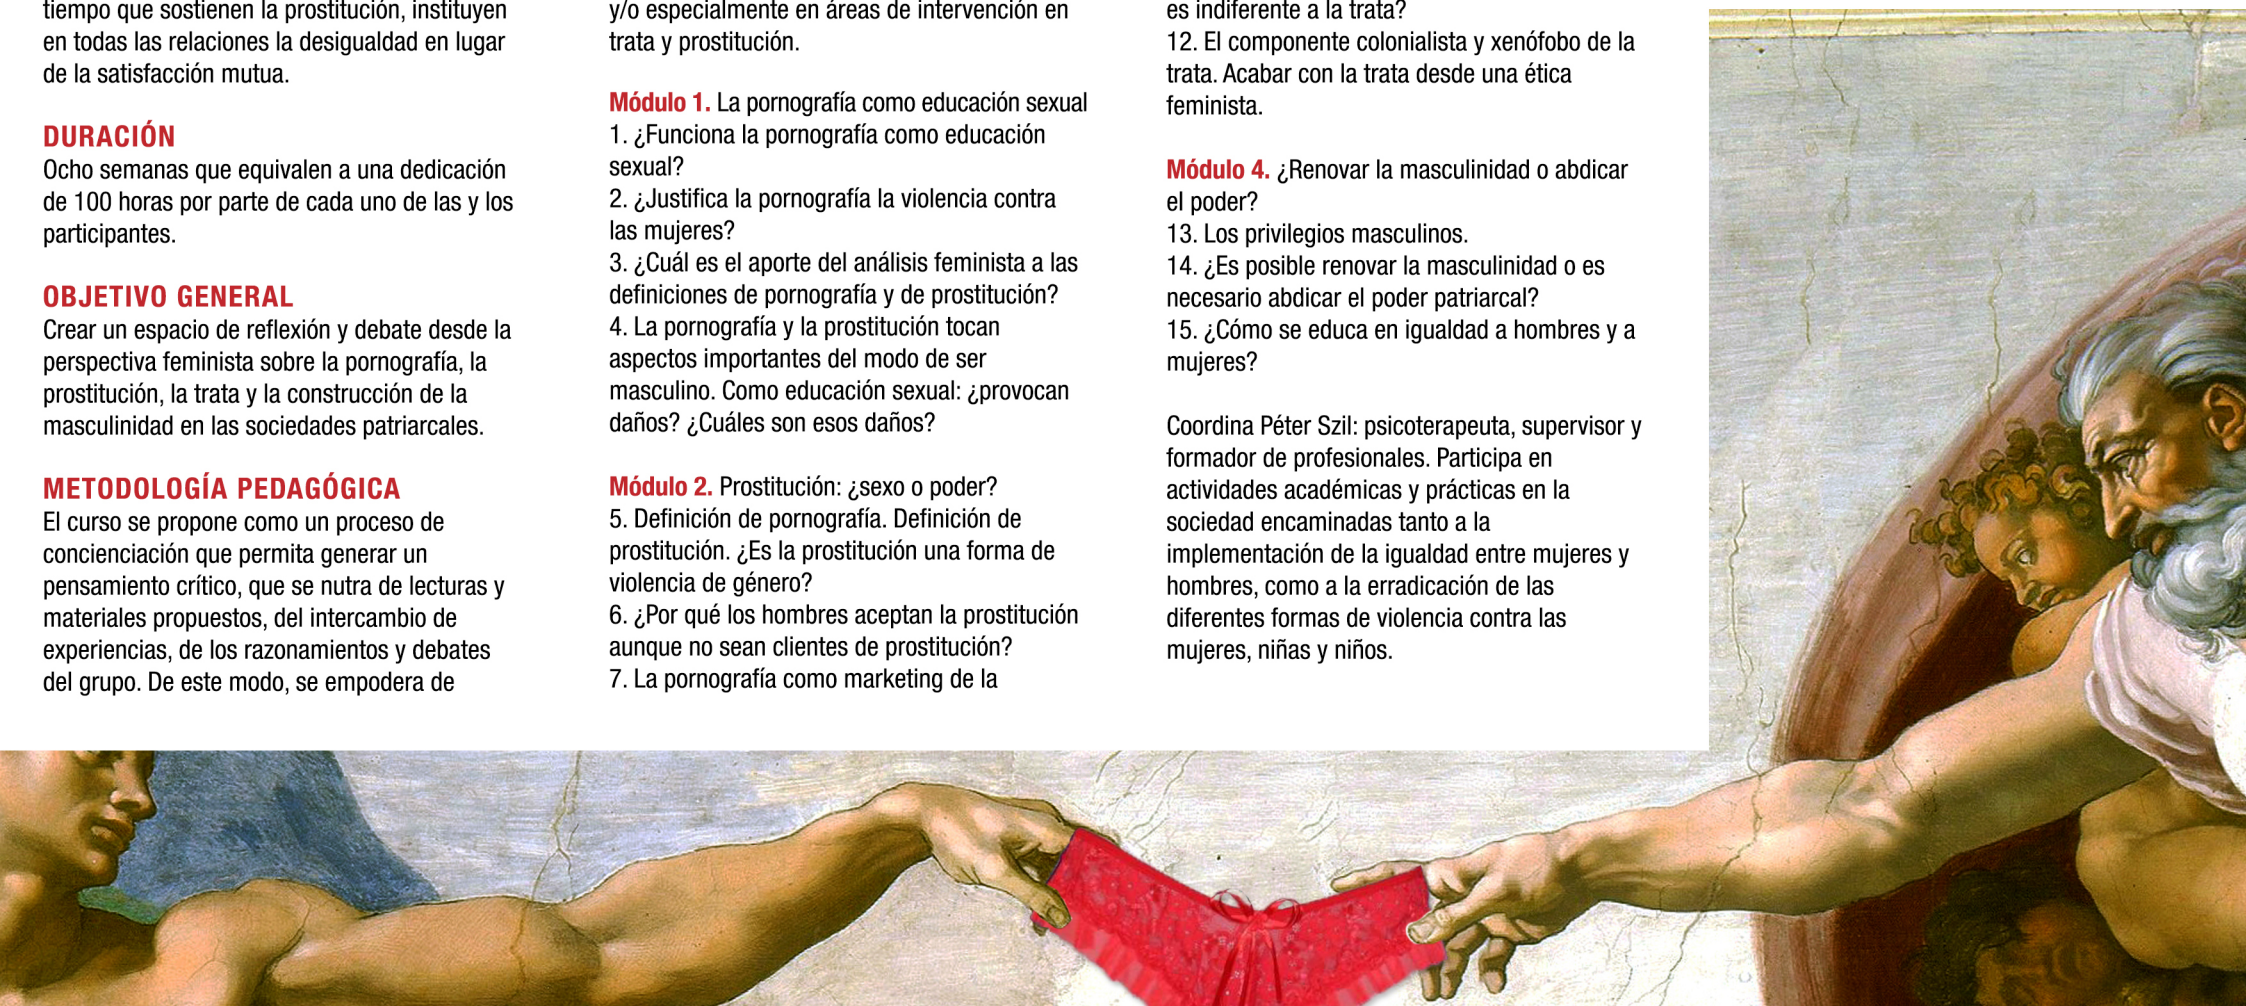 tiempo que sostienen la prostitución, instituyen
en todas las relaciones la desigualdad en lugar
de la satisfacción mutua.
DURACIÓN
Ocho semanas que equivalen a una dedicación
de 100 horas por parte de cada uno de las y los
participantes.
OBJETIVO GENERAL
Crear un espacio de reflexión y debate desde la
perspectiva feminista sobre la pornografía, la
prostitución, la trata y la construcción de la
masculinidad en las sociedades patriarcales.
METODOLOGÍA PEDAGÓGICA
El curso se propone como un proceso de
concienciación que permita generar un
pensamiento crítico, que se nutra de lecturas y
materiales propuestos, del intercambio de
experiencias, de los razonamientos y debates
del grupo. De este modo, se empodera de
y/o especialmente en áreas de intervención en
trata y prostitución.
Módulo 1. La pornografía como educación sexual
1. ¿Funciona la pornografía como educación
sexual?
2. ¿Justifica la pornografía la violencia contra
las mujeres?
3. ¿Cuál es el aporte del análisis feminista a las
definiciones de pornografía y de prostitución?
4. La pornografía y la prostitución tocan
aspectos importantes del modo de ser
masculino. Como educación sexual: ¿provocan
daños? ¿Cuáles son esos daños?
Módulo 2. Prostitución: ¿sexo o poder?
5. Definición de pornografía. Definición de
prostitución. ¿Es la prostitución una forma de
violencia de género?
6. ¿Por qué los hombres aceptan la prostitución
aunque no sean clientes de prostitución?
7. La pornografía como marketing de la
es indiferente a la trata?
12. El componente colonialista y xenófobo de la
trata. Acabar con la trata desde una ética
feminista.
Módulo 4. ¿Renovar la masculinidad o abdicar
el poder?
13. Los privilegios masculinos.
14. ¿Es posible renovar la masculinidad o es
necesario abdicar el poder patriarcal?
15. ¿Cómo se educa en igualdad a hombres y a
mujeres?
Coordina Péter Szil: psicoterapeuta, supervisor y
formador de profesionales. Participa en
actividades académicas y prácticas en la
sociedad encaminadas tanto a la
implementación de la igualdad entre mujeres y
hombres, como a la erradicación de las
diferentes formas de violencia contra las
mujeres, niñas y niños.